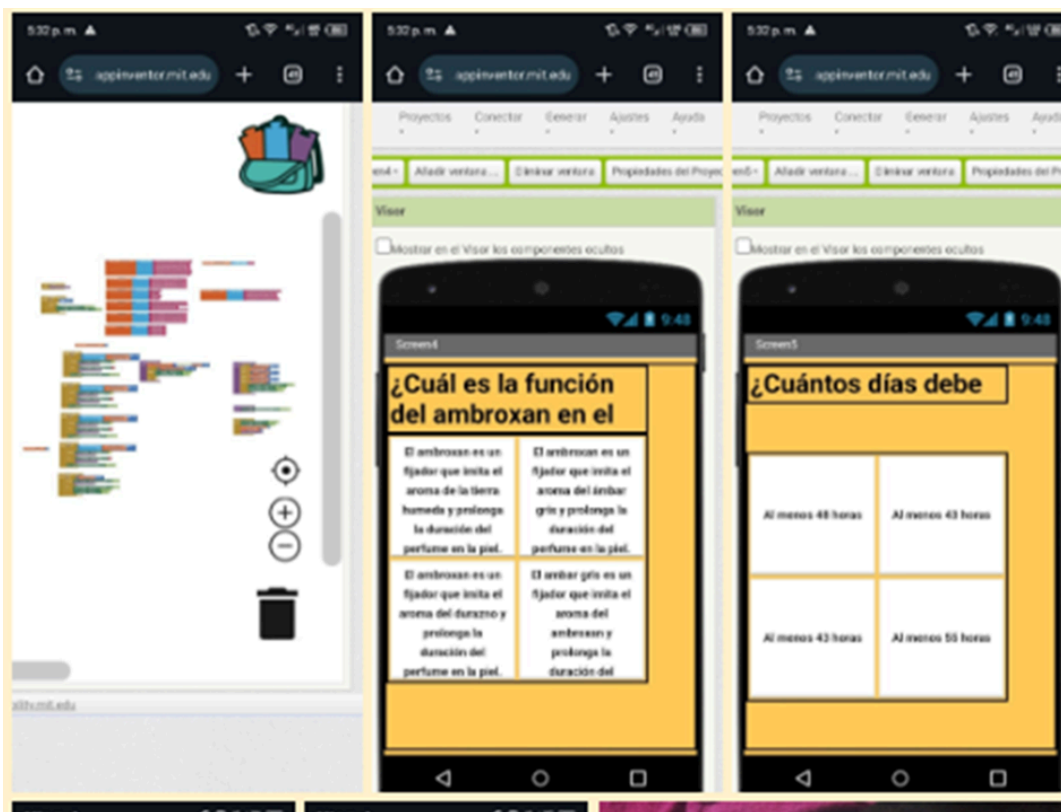 5:32 p. m.
appinventor.mit.edu
5:32 p. m.
appinventor.mit.edu
Proyectos Conectar Generar Ajustes Ayuda
Añadir ventana ... Eliminar ventana Propiedades del Proyec
Visor
Mostrar en el Visor los componentes ocultos
9:48
Screen4
¿Cuál es la función
del ambroxan en el
El ambroxan es un
fijador que imita el
aroma de la tierra
humeda y prolonga
la duración del
perfume en la piel.
El ambroxan es un
fijador que imita el
aroma del ámbar
gris y prolonga la
duración del
perfume en la piel.
El ambroxan es un
fijador que imita el
aroma del durazno y
prolonga la
duración del
perfume en la piel.
El ambar gris es un
fijador que imita el
aroma del
ambroxan y
prolonga la
duración del
5:32 p. m.
appinventor.mit.edu
Proyectos Conectar Generar Ajustes Ayuda
Añadir ventana ... Eliminar ventana Propiedades del P
Visor
Mostrar en el Visor los componentes ocultos
9:48
Screen5
¿Cuántos días debe
Al menos 48 horas
Al menos 43 horas
Al menos 43 horas
Al menos 55 horas